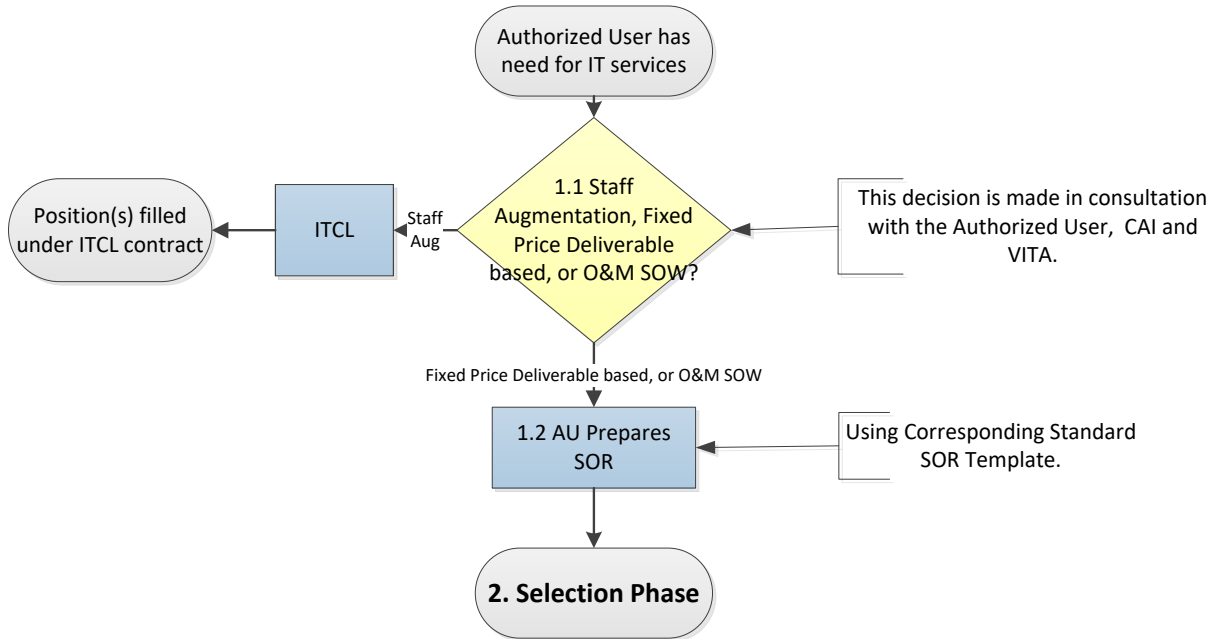 Authorized User has
need for IT services
1.1 Staff
Augmentation, Fixed
Price Deliverable
based, or O&M SOW?
This decision is made in consultation
with the Authorized User, CAI and
VITA.
Staff
Aug
ITCL
Position(s) filled
under ITCL contract
Fixed Price Deliverable based, or O&M SOW
1.2 AU Prepares
SOR
Using Corresponding Standard
SOR Template.
2. Selection Phase